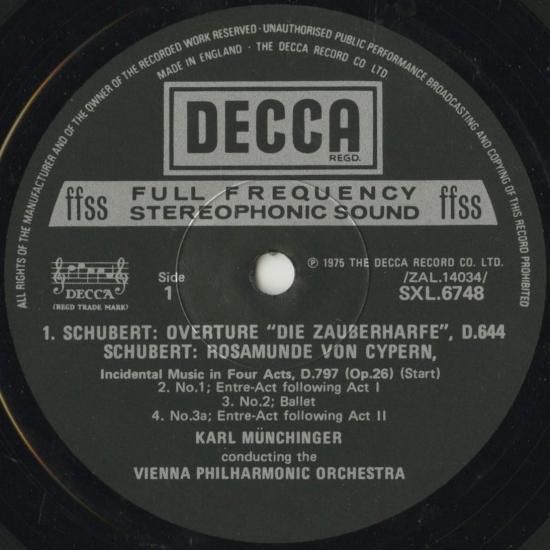 ALL RIGHTS OF THE MANUFACTURER AND OF THE OWNER OF THE RECORDED WORK RESERVED · UNAUTHORISED PUBLIC PERFORMANCE BROADCASTING AND COPYING OF THIS RECORD PROHIBITED
MADE IN ENGLAND · THE DECCA RECORD CO LTD.
DECCA
REGD.
ffss FULL FREQUENCY ffss
STEREOPHONIC SOUND
℗ 1975 THE DECCA RECORD CO. LTD.
DECCA
(REGD TRADE MARK)
Side
1
/ZAL.14034/
SXL.6748
1. SCHUBERT: OVERTURE "DIE ZAUBERHARFE", D.644
SCHUBERT: ROSAMUNDE VON CYPERN,
Incidental Music in Four Acts, D.797 (Op.26) (Start)
2. No.1; Entre-Act following Act I
3. No.2; Ballet
4. No.3a; Entre-Act following Act II
KARL MÜNCHINGER
conducting the
VIENNA PHILHARMONIC ORCHESTRA